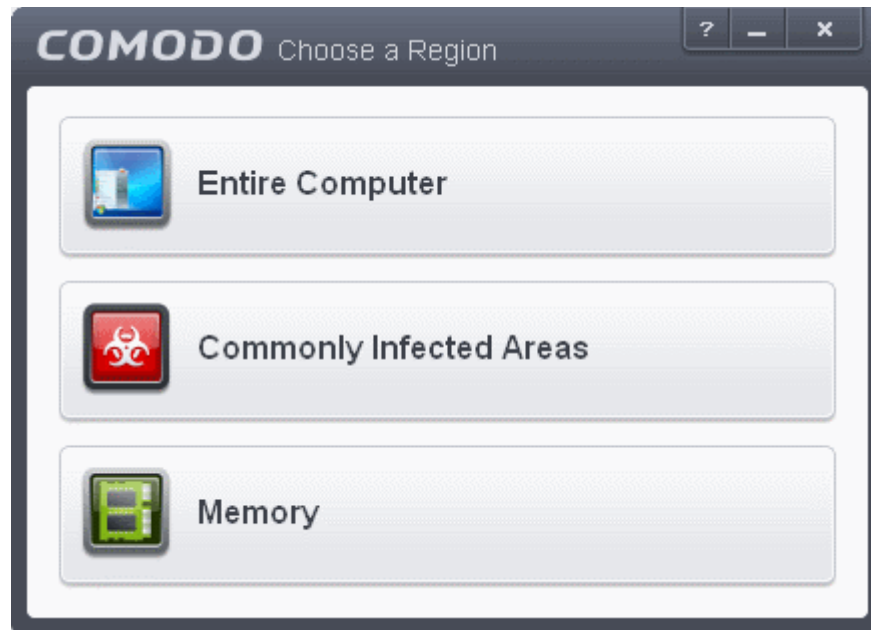 COMODO Choose a Region ? – ×
Entire Computer
Commonly Infected Areas
Memory